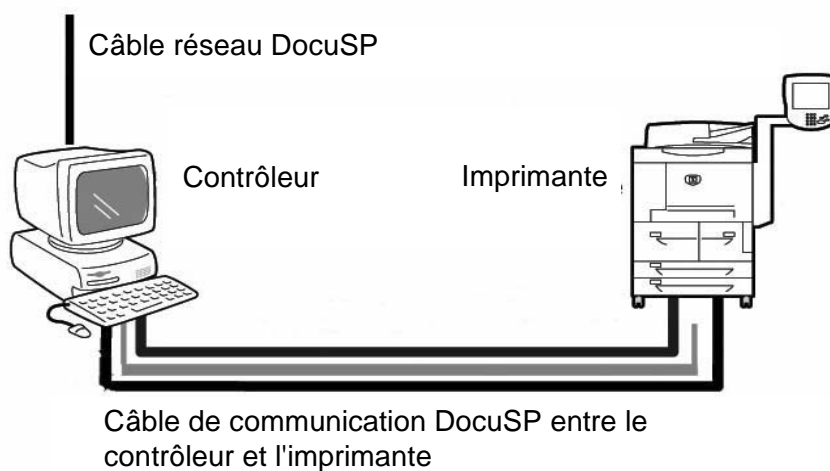 Câble réseau DocuSP
Contrôleur
Imprimante
Câble de communication DocuSP entre le
contrôleur et l'imprimante